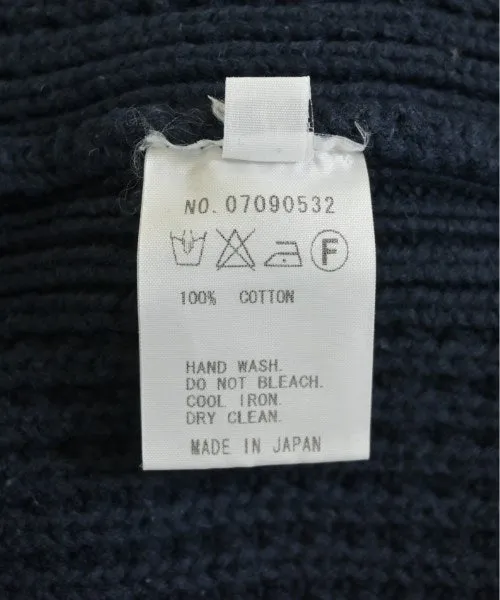 NO. 07090532
F
100% COTTON
HAND WASH.
DO NOT BLEACH.
COOL IRON.
DRY CLEAN.
MADE IN JAPAN